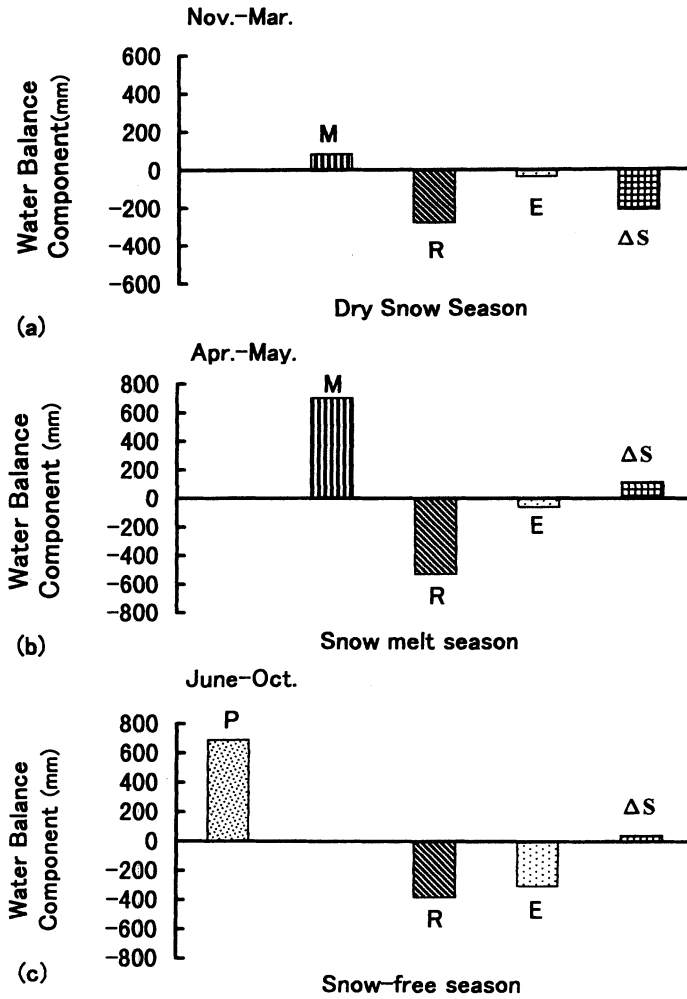 Nov.-Mar.
Water Balance
Component(mm)
600
400
200
0
-200
-400
-600
M
R
E
ΔS
Dry Snow Season
(a)
Apr.-May.
Water Balance
Component (mm)
800
600
400
200
0
-200
-400
-600
-800
M
R
E
ΔS
Snow melt season
(b)
June-Oct.
Water Balance
Component (mm)
800
600
400
200
0
-200
-400
-600
-800
P
R
E
ΔS
Snow-free season
(c)